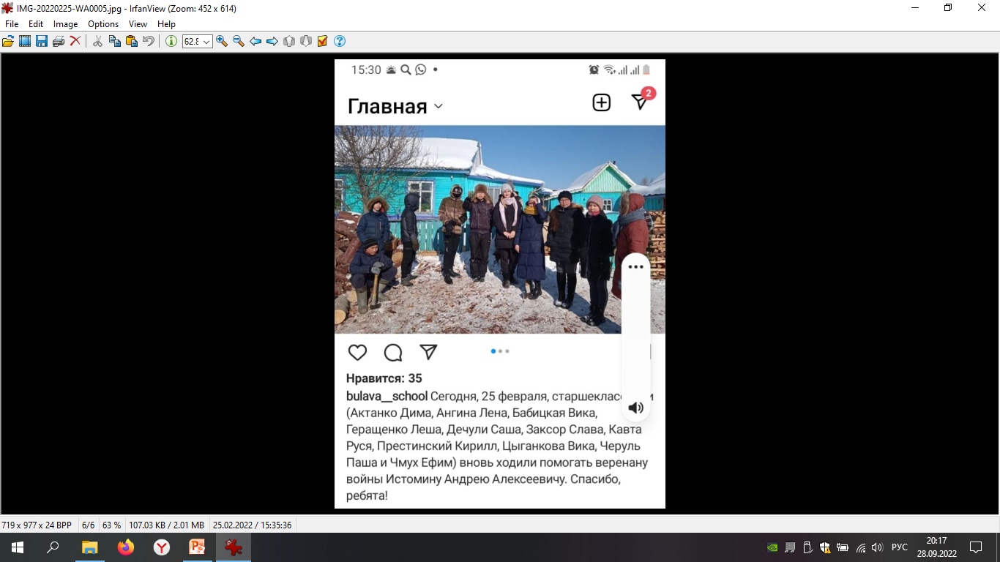 IMG-20220225-WA0005.jpg - IrfanView (Zoom: 452 x 614)
File Edit Image Options View Help
62.8
15:30
Главная
2
Нравится: 35
bulava__school Сегодня, 25 февраля,
(Актанко Дима, Ангина Лена, Бабицкая Вика,
Геращенко Леша, Дечули Саша, Заксор Слава, Кавта
Руся, Престинский Кирилл, Цыганкова Вика, Черуль
Паша и Чмух Ефим) вновь ходили помогать веренану
войны Истомину Андрею Алексеевичу. Спасибо,
ребята!
719 x 977 x 24 BPP 6/6 63 % 107.03 KB / 2.01 MB 25.02.2022 / 15:35:36
РУС
20:17
28.09.2022